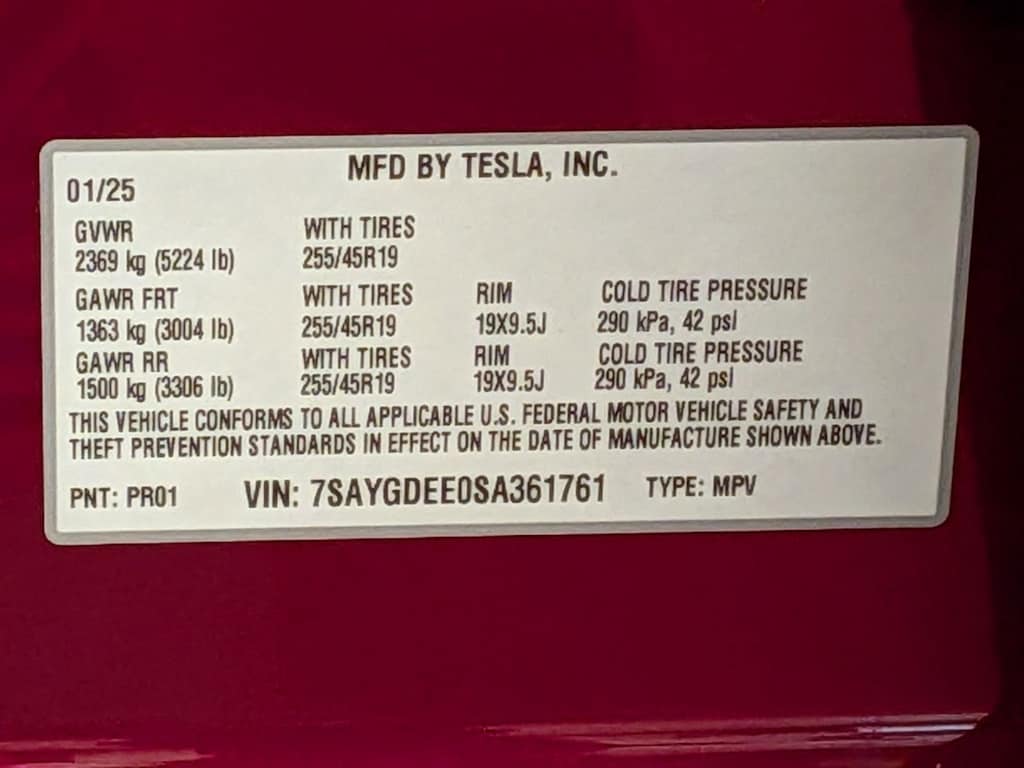 MFD BY TESLA, INC.
01/25
GVWR WITH TIRES
2369 kg (5224 lb) 255/45R19
GAWR FRT WITH TIRES RIM COLD TIRE PRESSURE
1363 kg (3004 lb) 255/45R19 19X9.5J 290 kPa, 42 psi
GAWR RR WITH TIRES RIM COLD TIRE PRESSURE
1500 kg (3306 lb) 255/45R19 19X9.5J 290 kPa, 42 psi
THIS VEHICLE CONFORMS TO ALL APPLICABLE U.S. FEDERAL MOTOR VEHICLE SAFETY AND
THEFT PREVENTION STANDARDS IN EFFECT ON THE DATE OF MANUFACTURE SHOWN ABOVE.
PNT: PR01 VIN: 7SAYGDEE0SA361761 TYPE: MPV